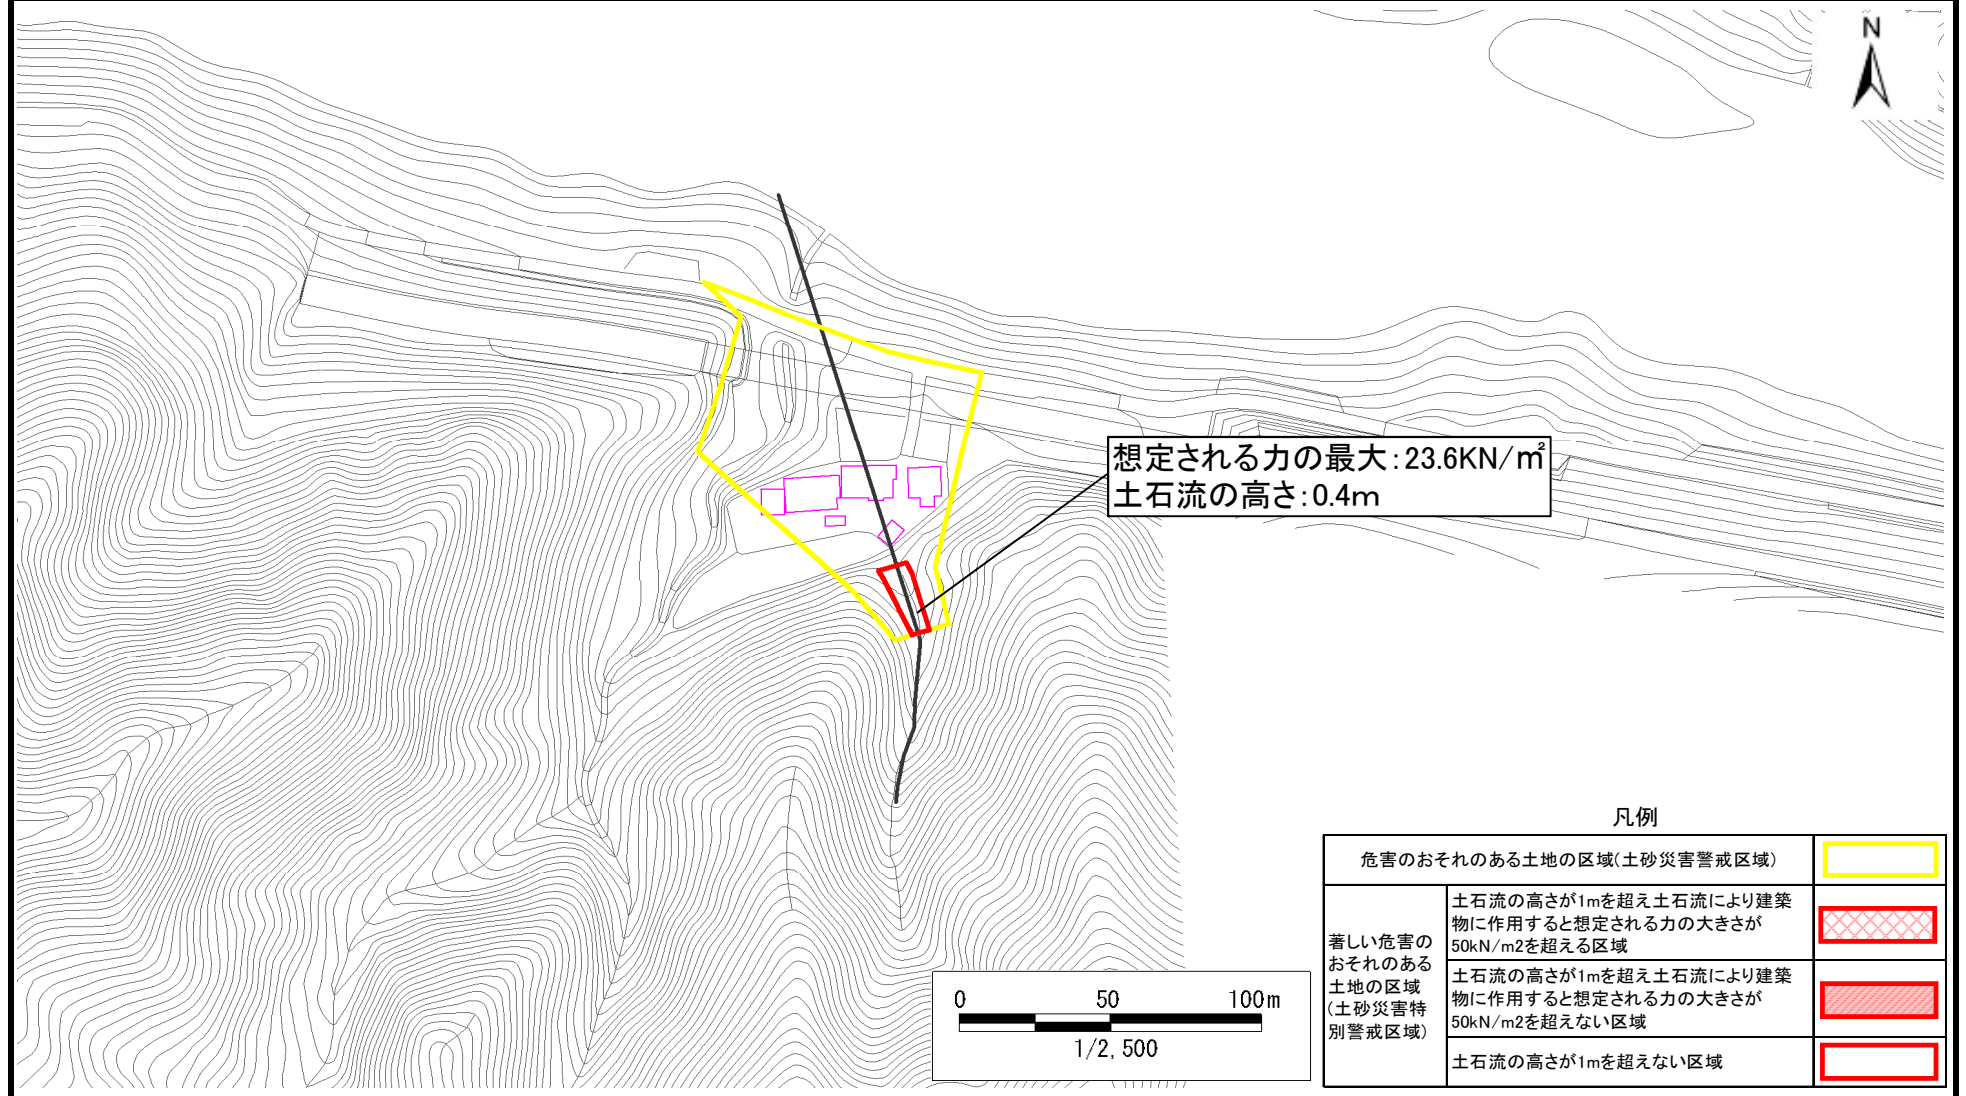 N
想定される力の最大:23.6KN/㎡
土石流の高さ:0.4m
凡例
危害のおそれのある土地の区域(土砂災害警戒区域)
著しい危害の
おそれのある
土地の区域
(土砂災害特
別警戒区域)
土石流の高さが1mを超え土石流により建築
物に作用すると想定される力の大きさが
50kN/m2を超える区域
土石流の高さが1mを超え土石流により建築
物に作用すると想定される力の大きさが
50kN/m2を超えない区域
土石流の高さが1mを超えない区域
0 50 100m
1/2,500